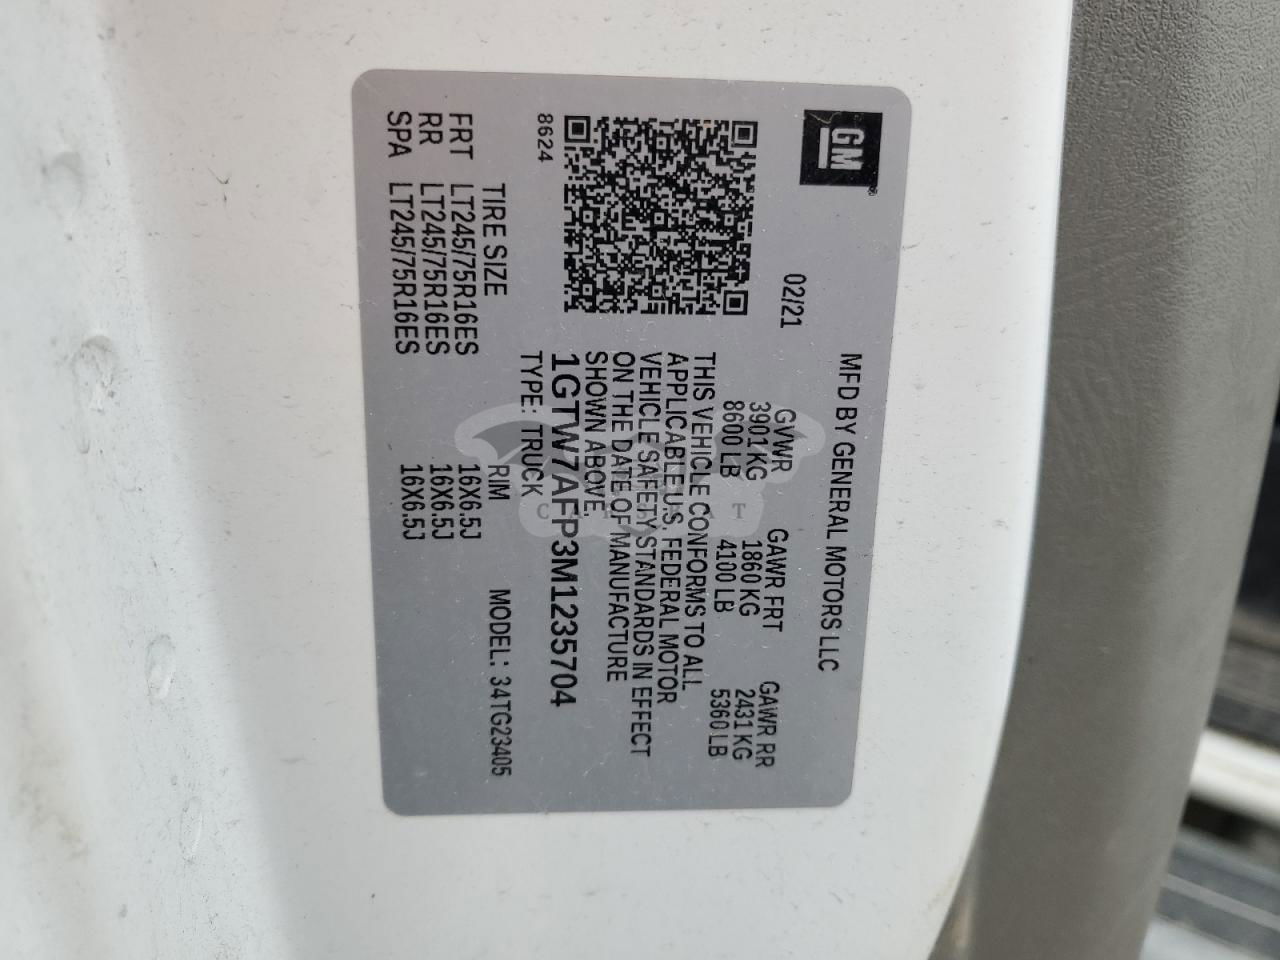 GM
MFD BY GENERAL MOTORS LLC
02/21
GVWR GAWR FRT GAWR RR
3901 KG 1860 KG 2431 KG
8600 LB 4100 LB 5360 LB
THIS VEHICLE CONFORMS TO ALL
APPLICABLE U.S. FEDERAL MOTOR
VEHICLE SAFETY STANDARDS IN EFFECT
ON THE DATE OF MANUFACTURE
SHOWN ABOVE.
8624
1GTW7AFP3M1235704
TYPE: TRUCK MODEL: 34TG23405
TIRE SIZE RIM
FRT LT245/75R16ES 16X6.5J
RR LT245/75R16ES 16X6.5J
SPA LT245/75R16ES 16X6.5J